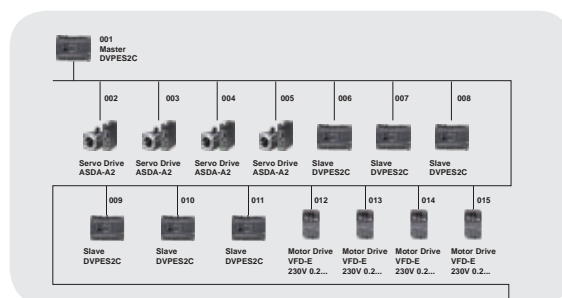 001
Master
DVPES2C
002 003 004 005 006 007 008
Servo Drive Servo Drive Servo Drive Servo Drive Slave Slave Slave
ASDA-A2 ASDA-A2 ASDA-A2 ASDA-A2 DVPES2C DVPES2C DVPES2C
009 010 011 012 013 014 015
Slave Slave Slave Motor Drive Motor Drive Motor Drive Motor Drive
DVPES2C DVPES2C DVPES2C VFD-E VFD-E VFD-E VFD-E
230V 0.2... 230V 0.2... 230V 0.2... 230V 0.2...